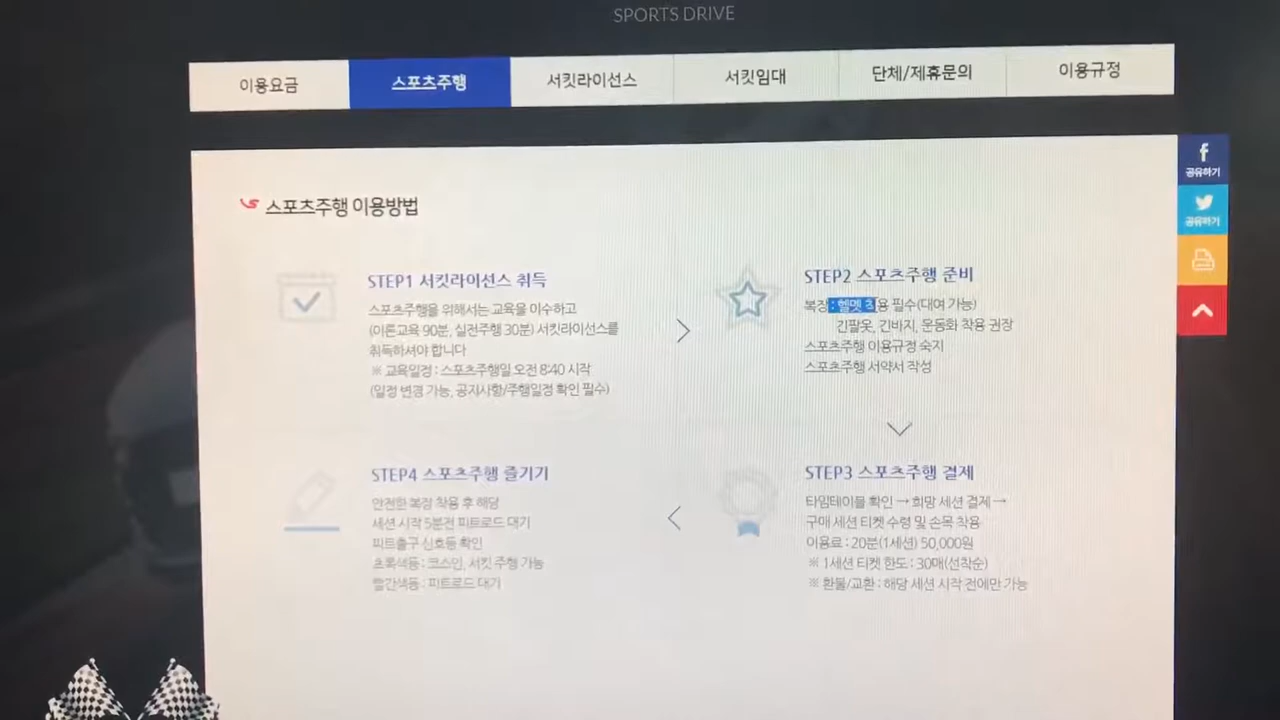 SPORTS DRIVE
이용요금
스포츠주행
서킷라이선스
서킷임대
단체/제휴문의
이용규정
f
공유하기
공유하기
스포츠주행 이용방법
STEP1 서킷라이선스 취득
스포츠주행을 위해서는 교육을 이수하고
(이론교육 90분, 실전주행 30분) 서킷라이선스를
취득하셔야 합니다
※ 교육일정 : 스포츠주행일 오전 8:40 시작
(일정 변경 가능, 공지사항/주행일정 확인 필수)
STEP2 스포츠주행 준비
복장 : 헬멧 착용 필수(대여 가능)
긴팔옷, 긴바지, 운동화 착용 권장
스포츠주행 이용규정 숙지
스포츠주행 서약서 작성
STEP3 스포츠주행 결제
타임테이블 확인 → 희망 세션 결제 →
구매 세션 티켓 수령 및 손목 착용
이용료 : 20분(1세션) 50,000원
※ 1세션 티켓 한도 : 30매(선착순)
※ 환불/교환 : 해당 세션 시작 전에만 가능
STEP4 스포츠주행 즐기기
안전한 복장 착용 후 해당
세션 시작 5분전 피트로드 대기
피트출구 신호등 확인
초록색등 : 코스인, 서킷 주행 가능
빨간색등 : 피트로드 대기